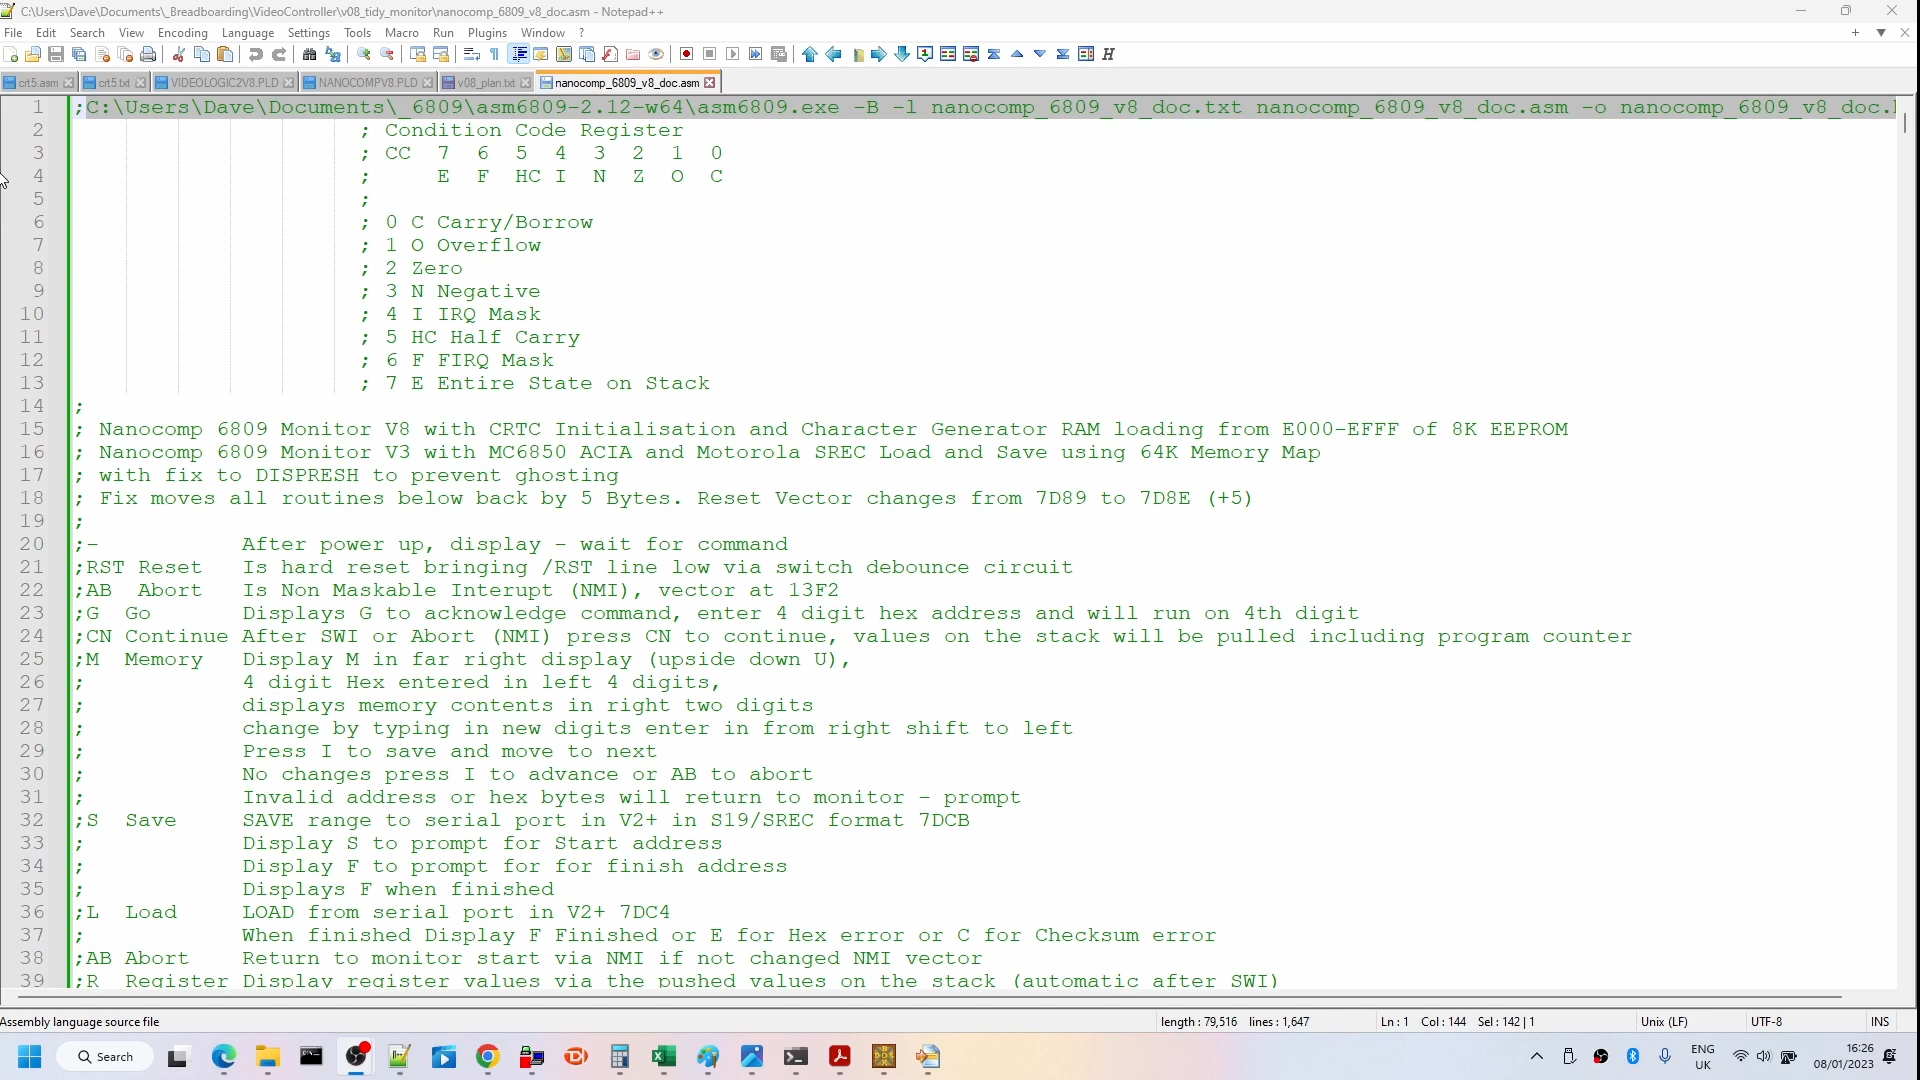 C:\Users\Dave\Documents\_Breadboarding\VideoController\v08_tidy_monitor\nanocomp_6809_v8_doc.asm - Notepad++
File Edit Search View Encoding Language Settings Tools Macro Run Plugins Window ?
crt5.asm crt5.txt VIDEOLOGIC2V8.PLD NANOCOMPV8.PLD v08_plan.txt nanocomp_6809_v8_doc.asm
1 ;C:\Users\Dave\Documents\_6809\asm6809-2.12-w64\asm6809.exe -B -l nanocomp_6809_v8_doc.txt nanocomp_6809_v8_doc.asm -o nanocomp_6809_v8_doc.
2 ; Condition Code Register
3 ; CC 7 6 5 4 3 2 1 0
4 ; E F HC I N Z O C
5 ;
6 ; 0 C Carry/Borrow
7 ; 1 O Overflow
8 ; 2 Zero
9 ; 3 N Negative
10 ; 4 I IRQ Mask
11 ; 5 HC Half Carry
12 ; 6 F FIRQ Mask
13 ; 7 E Entire State on Stack
14 ;
15 ; Nanocomp 6809 Monitor V8 with CRTC Initialisation and Character Generator RAM loading from E000-EFFF of 8K EEPROM
16 ; Nanocomp 6809 Monitor V3 with MC6850 ACIA and Motorola SREC Load and Save using 64K Memory Map
17 ; with fix to DISPRESH to prevent ghosting
18 ; Fix moves all routines below back by 5 Bytes. Reset Vector changes from 7D89 to 7D8E (+5)
19 ;
20 ;- After power up, display - wait for command
21 ;RST Reset Is hard reset bringing /RST line low via switch debounce circuit
22 ;AB Abort Is Non Maskable Interupt (NMI), vector at 13F2
23 ;G Go Displays G to acknowledge command, enter 4 digit hex address and will run on 4th digit
24 ;CN Continue After SWI or Abort (NMI) press CN to continue, values on the stack will be pulled including program counter
25 ;M Memory Display M in far right display (upside down U),
26 ; 4 digit Hex entered in left 4 digits,
27 ; displays memory contents in right two digits
28 ; change by typing in new digits enter in from right shift to left
29 ; Press I to save and move to next
30 ; No changes press I to advance or AB to abort
31 ; Invalid address or hex bytes will return to monitor - prompt
32 ;S Save SAVE range to serial port in V2+ in S19/SREC format 7DCB
33 ; Display S to prompt for Start address
34 ; Display F to prompt for for finish address
35 ; Displays F when finished
36 ;L Load LOAD from serial port in V2+ 7DC4
37 ; When finished Display F Finished or E for Hex error or C for Checksum error
38 ;AB Abort Return to monitor start via NMI if not changed NMI vector
39 ;R Register Display register values via the pushed values on the stack (automatic after SWI)
Assembly language source file length : 79,516 lines : 1,647 Ln : 1 Col : 144 Sel : 142 | 1 Unix (LF) UTF-8 INS
Search ENG UK 16:26 08/01/2023